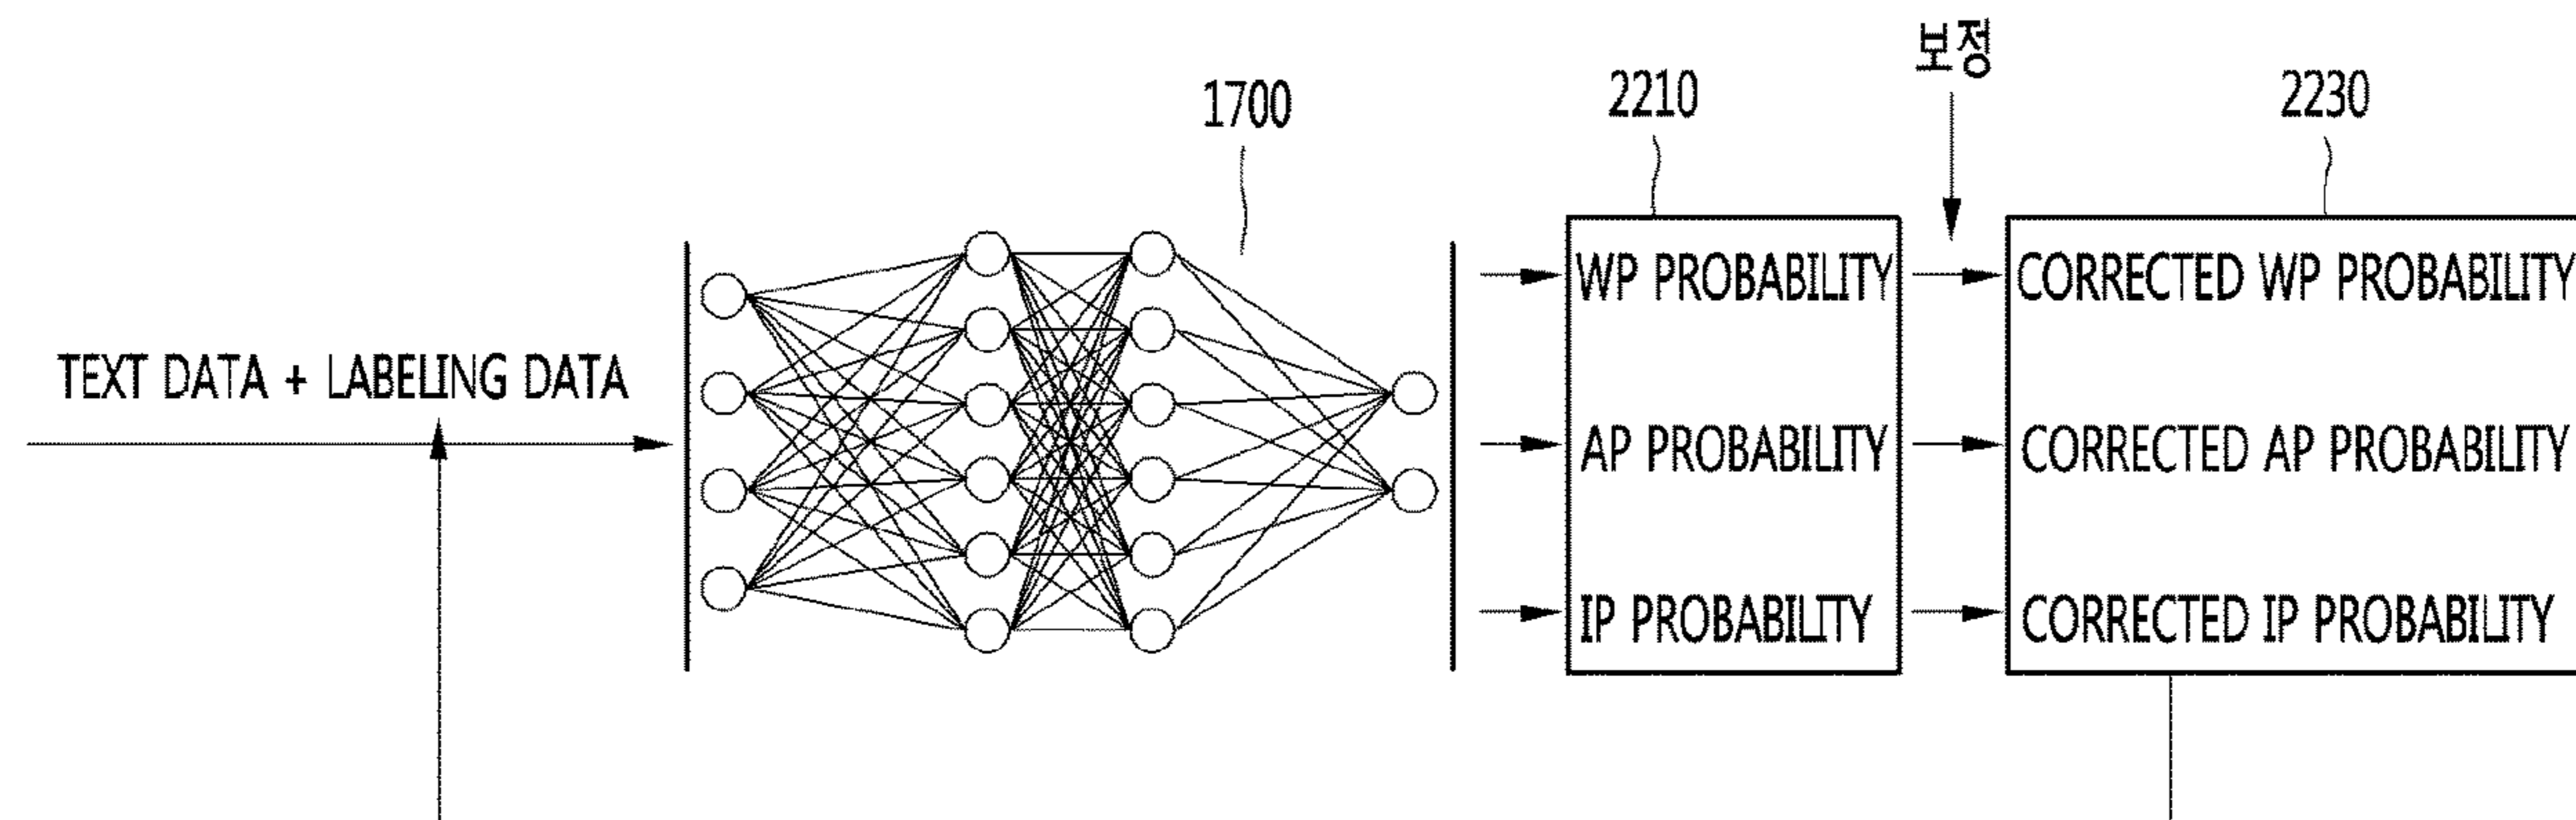 보정
1700
2210
2230
TEXT DATA + LABELING DATA
WP PROBABILITY
CORRECTED WP PROBABILITY
AP PROBABILITY
CORRECTED AP PROBABILITY
IP PROBABILITY
CORRECTED IP PROBABILITY